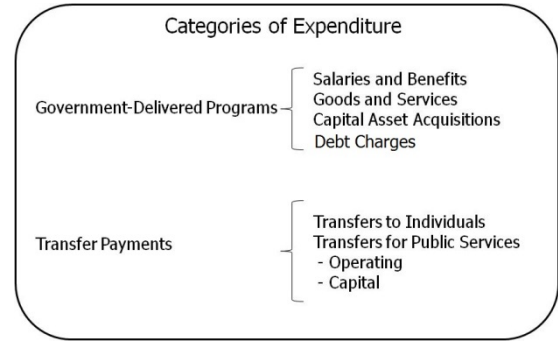 Categories of Expenditure
Government-Delivered Programs
Salaries and Benefits
Goods and Services
Capital Asset Acquisitions
Debt Charges
Transfer Payments
Transfers to Individuals
Transfers for Public Services
- Operating
- Capital